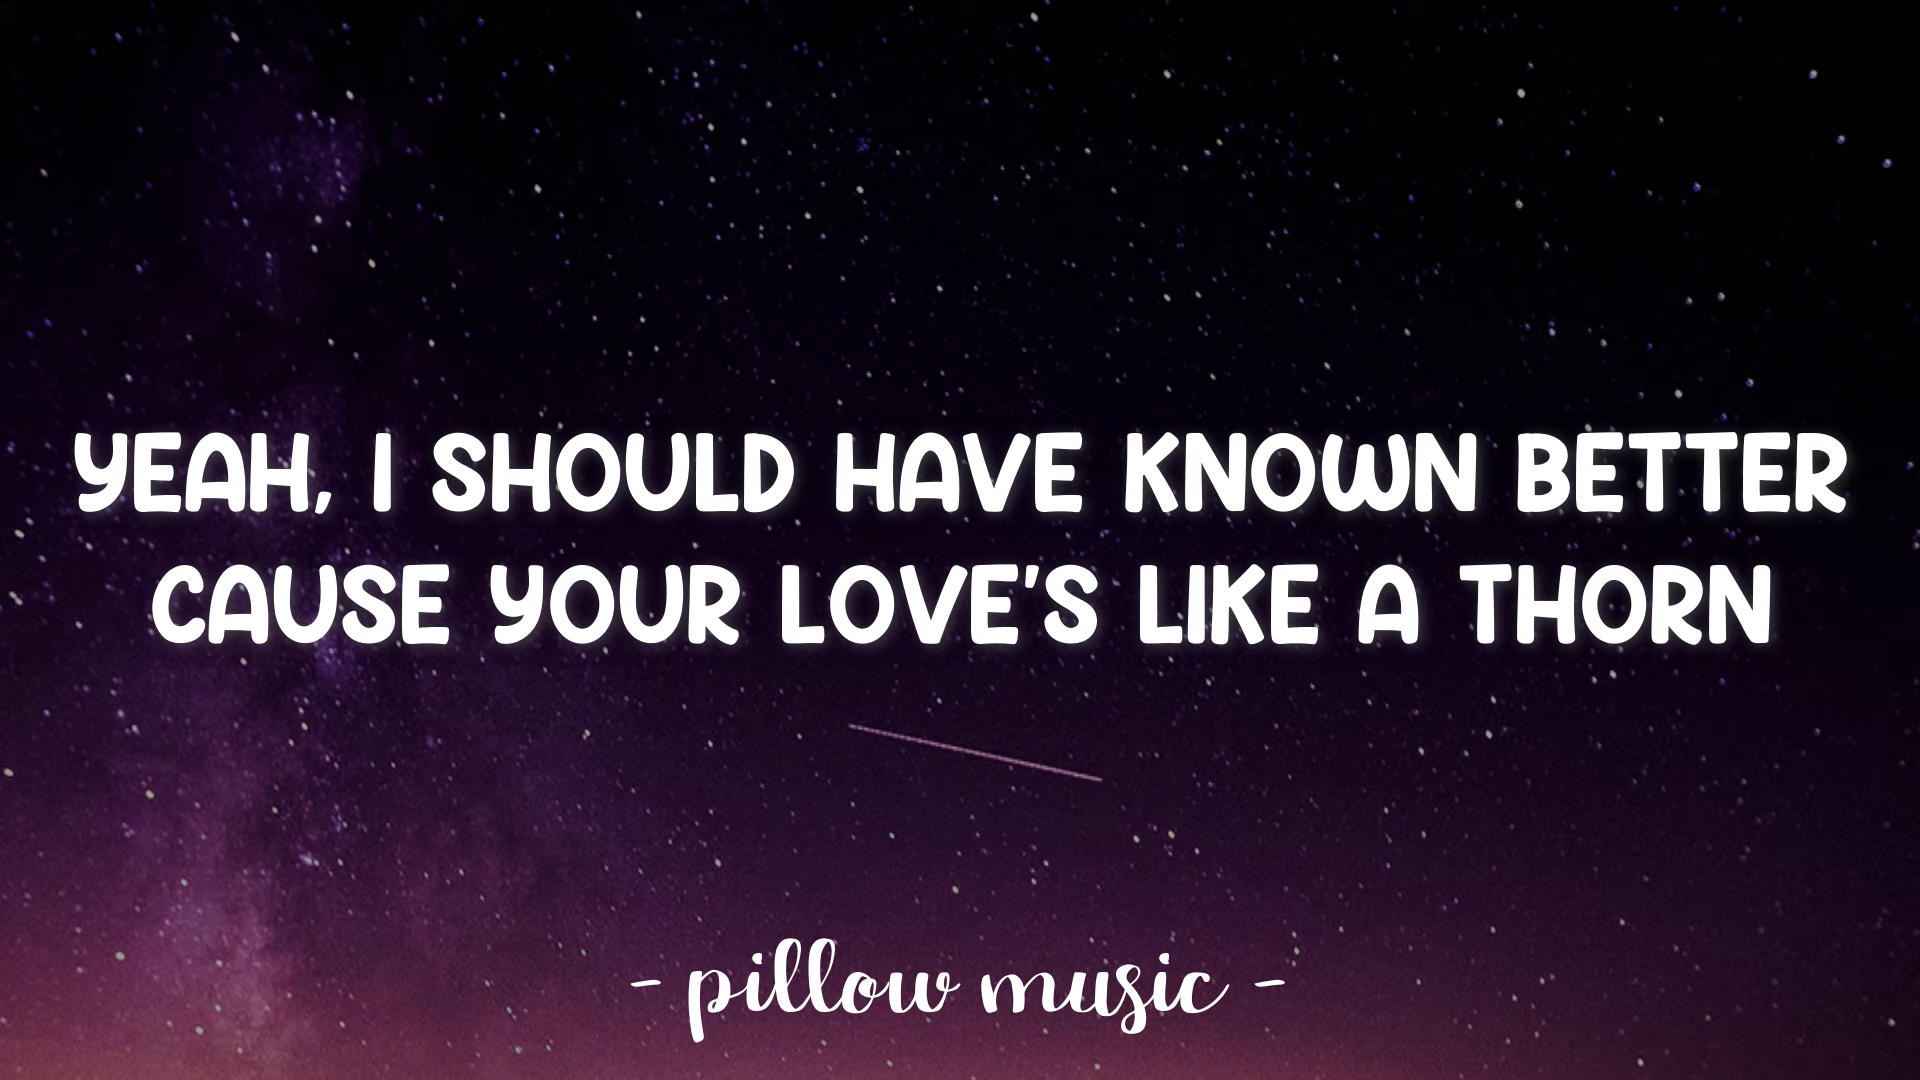 YEAH, I SHOULD HAVE KNOWN BETTER
CAUSE YOUR LOVE'S LIKE A THORN
- pillow music -